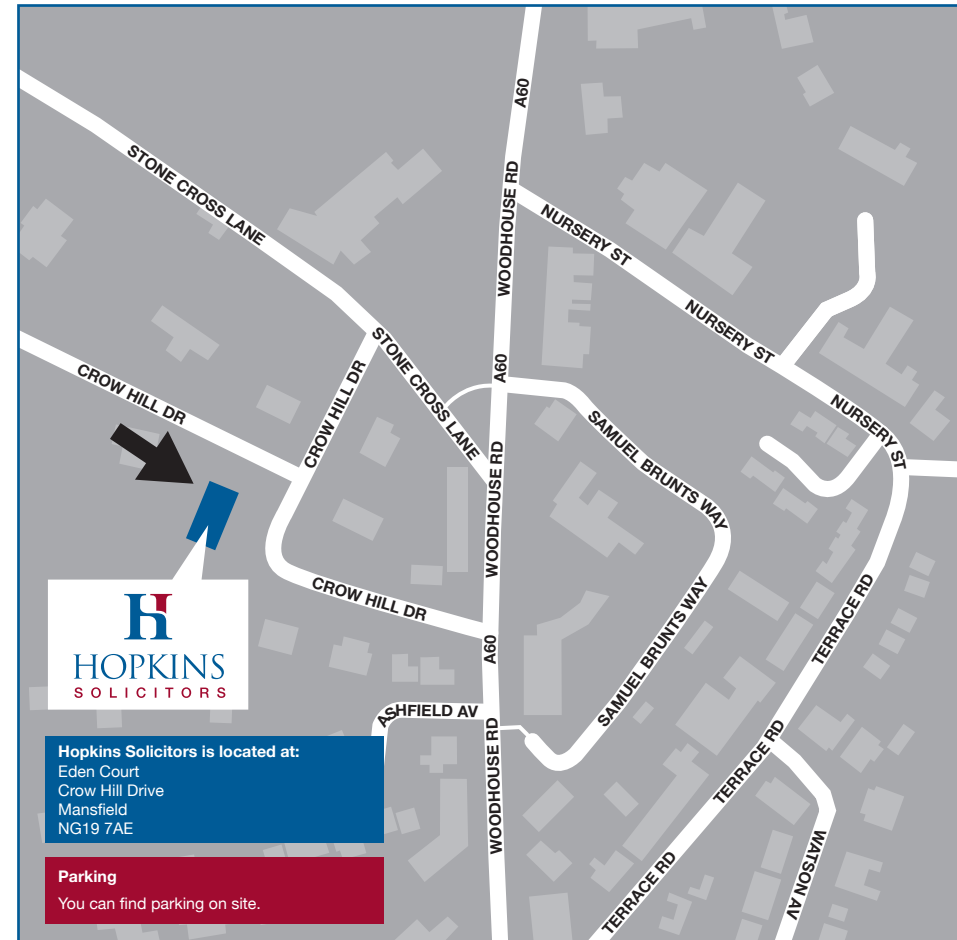 A60
WOODHOUSE RD
STONE CROSS LANE
NURSERY ST
NURSERY ST
STONE CROSS LANE
CROW HILL DR
CROW HILL DR
A60
NURSERY ST
SAMUEL BRUNTS WAY
WOODHOUSE RD
CROW HILL DR
SAMUEL BRUNTS WAY
TERRACE RD
A60
H
HOPKINS
SOLICITORS
ASHFIELD AV
WOODHOUSE RD
TERRACE RD
WATSON AV
TERRACE RD
Hopkins Solicitors is located at:
Eden Court
Crow Hill Drive
Mansfield
NG19 7AE
Parking
You can find parking on site.